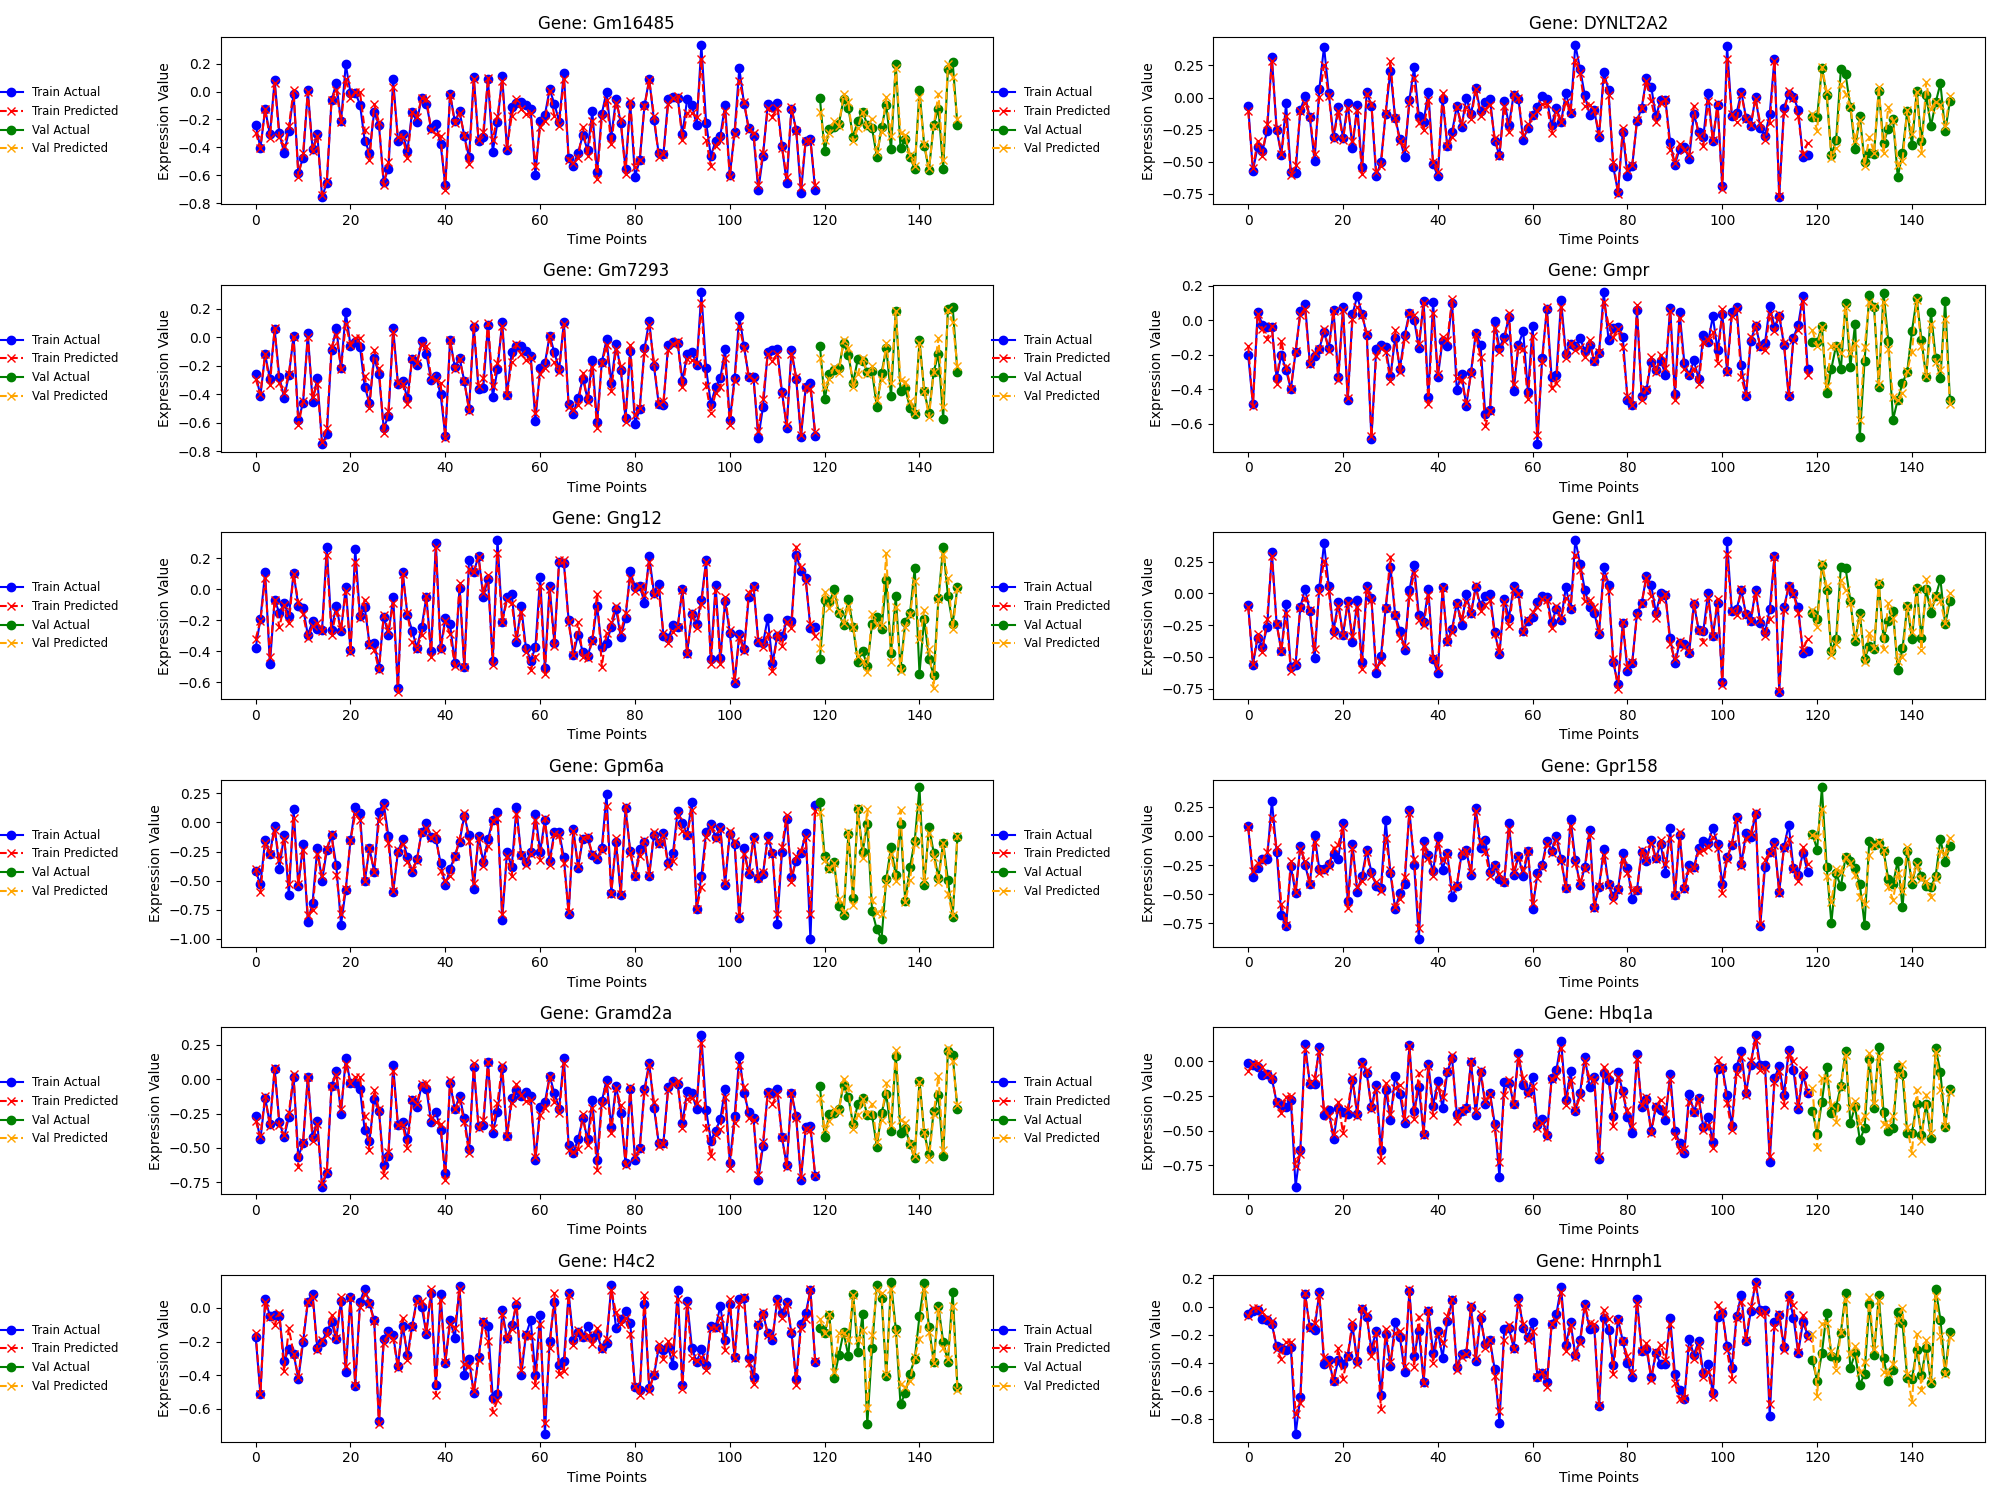 Gene: Gm16485
Expression Value
0.2
0.0
−0.2
−0.4
−0.6
−0.8
0 20 40 60 80 100 120 140
Time Points
Train Actual
Train Predicted
Val Actual
Val Predicted
Gene: DYNLT2A2
Expression Value
0.25
0.00
−0.25
−0.50
−0.75
0 20 40 60 80 100 120 140
Time Points
Train Actual
Train Predicted
Val Actual
Val Predicted
Gene: Gm7293
Expression Value
0.2
0.0
−0.2
−0.4
−0.6
−0.8
0 20 40 60 80 100 120 140
Time Points
Train Actual
Train Predicted
Val Actual
Val Predicted
Gene: Gmpr
Expression Value
0.2
0.0
−0.2
−0.4
−0.6
0 20 40 60 80 100 120 140
Time Points
Train Actual
Train Predicted
Val Actual
Val Predicted
Gene: Gng12
Expression Value
0.2
0.0
−0.2
−0.4
−0.6
0 20 40 60 80 100 120 140
Time Points
Train Actual
Train Predicted
Val Actual
Val Predicted
Gene: Gnl1
Expression Value
0.25
0.00
−0.25
−0.50
−0.75
0 20 40 60 80 100 120 140
Time Points
Train Actual
Train Predicted
Val Actual
Val Predicted
Gene: Gpm6a
Expression Value
0.25
0.00
−0.25
−0.50
−0.75
−1.00
0 20 40 60 80 100 120 140
Time Points
Train Actual
Train Predicted
Val Actual
Val Predicted
Gene: Gpr158
Expression Value
0.25
0.00
−0.25
−0.50
−0.75
0 20 40 60 80 100 120 140
Time Points
Train Actual
Train Predicted
Val Actual
Val Predicted
Gene: Gramd2a
Expression Value
0.25
0.00
−0.25
−0.50
−0.75
0 20 40 60 80 100 120 140
Time Points
Train Actual
Train Predicted
Val Actual
Val Predicted
Gene: Hbq1a
Expression Value
0.00
−0.25
−0.50
−0.75
0 20 40 60 80 100 120 140
Time Points
Train Actual
Train Predicted
Val Actual
Val Predicted
Gene: H4c2
Expression Value
0.0
−0.2
−0.4
−0.6
0 20 40 60 80 100 120 140
Time Points
Train Actual
Train Predicted
Val Actual
Val Predicted
Gene: Hnrnph1
Expression Value
0.2
0.0
−0.2
−0.4
−0.6
−0.8
0 20 40 60 80 100 120 140
Time Points
Train Actual
Train Predicted
Val Actual
Val Predicted